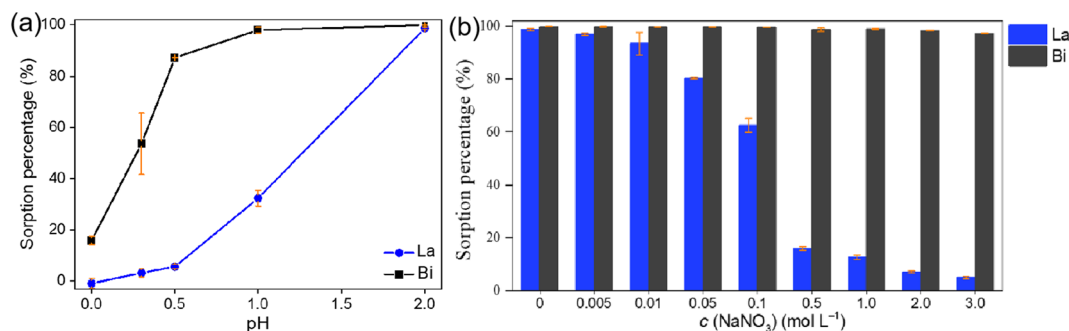 (a)
Sorption percentage (%)
100
80
60
40
20
0
La
Bi
0.0
0.5
1.0
1.5
2.0
pH
(b)
Sorption percentage (%)
100
80
60
40
20
0
La
Bi
0
0.005
0.01
0.05
0.1
0.5
1.0
2.0
3.0
c (NaNO₃) (mol L⁻¹)